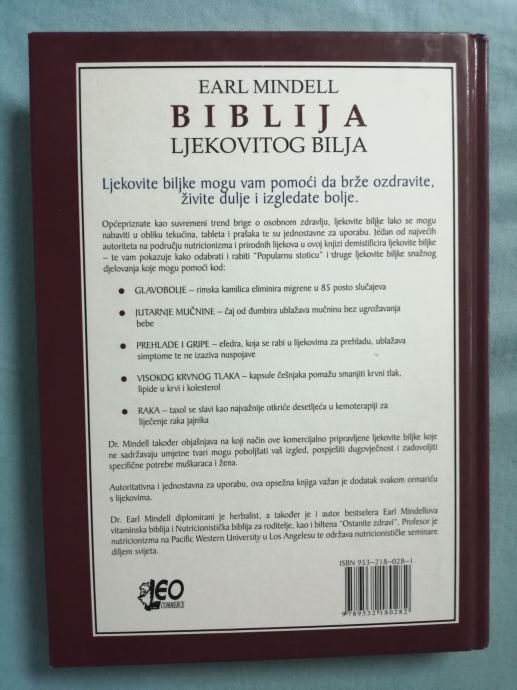 EARL MINDELL
BIBLIJA
LJEKOVITOG BILJA
Ljekovite biljke mogu vam pomoći da brže ozdravite,
živite dulje i izgledate bolje.
Općepriznate kao suvremeni trend brige o osobnom zdravlju, ljekovite biljke lako se mogu
nabaviti u obliku tekućina, tableta i prašaka te su jednostavne za uporabu. Jedan od najvećih
autoriteta na području nutricionizma i prirodnih lijekova u ovoj knjizi demistificira ljekovite biljke
– te vam pokazuje kako odabrati i rabiti "Popularnu stoticu" i druge ljekovite biljke snažnog
djelovanja koje mogu pomoći kod:
● GLAVOBOLJE – rimska kamilica eliminira migrene u 85 posto slučajeva
● JUTARNJE MUČNINE – čaj od đumbira ublažava mučninu bez ugrožavanja
bebe
● PREHLADE I GRIPE – efedra, koja se rabi u lijekovima za prehladu, ublažava
simptome te ne izaziva nuspojave
● VISOKOG KRVNOG TLAKA – kapsule češnjaka pomažu smanjiti krvni tlak,
lipide u krvi i kolesterol
● RAKA – taxol se slavi kao najvažnije otkriće desetljeća u kemoterapiji za
liječenje raka jajnika
Dr. Mindell također objašnjava na koji način ove komercijalno pripravljene ljekovite biljke koje
ne sadržavaju umjetne tvari mogu poboljšati vaš izgled, pospješiti dugovječnost i zadovoljiti
specifične potrebe muškaraca i žena.
Autoritativna i jednostavna za uporabu, ova opsežna knjiga važan je dodatak svakom ormariću
s lijekovima.
Dr. Earl Mindell diplomirani je herbalist, a također je i autor bestselera Earl Mindellova
vitaminska biblija i Nutricionistička biblija za roditelje, kao i biltena "Ostanite zdravi". Profesor je
nutricionizma na Pacific Western University u Los Angelesu te održava nutricionističke seminare
diljem svijeta.
ISBN 953-218-028-1
9 789532 180282
LEO
COMMERCE